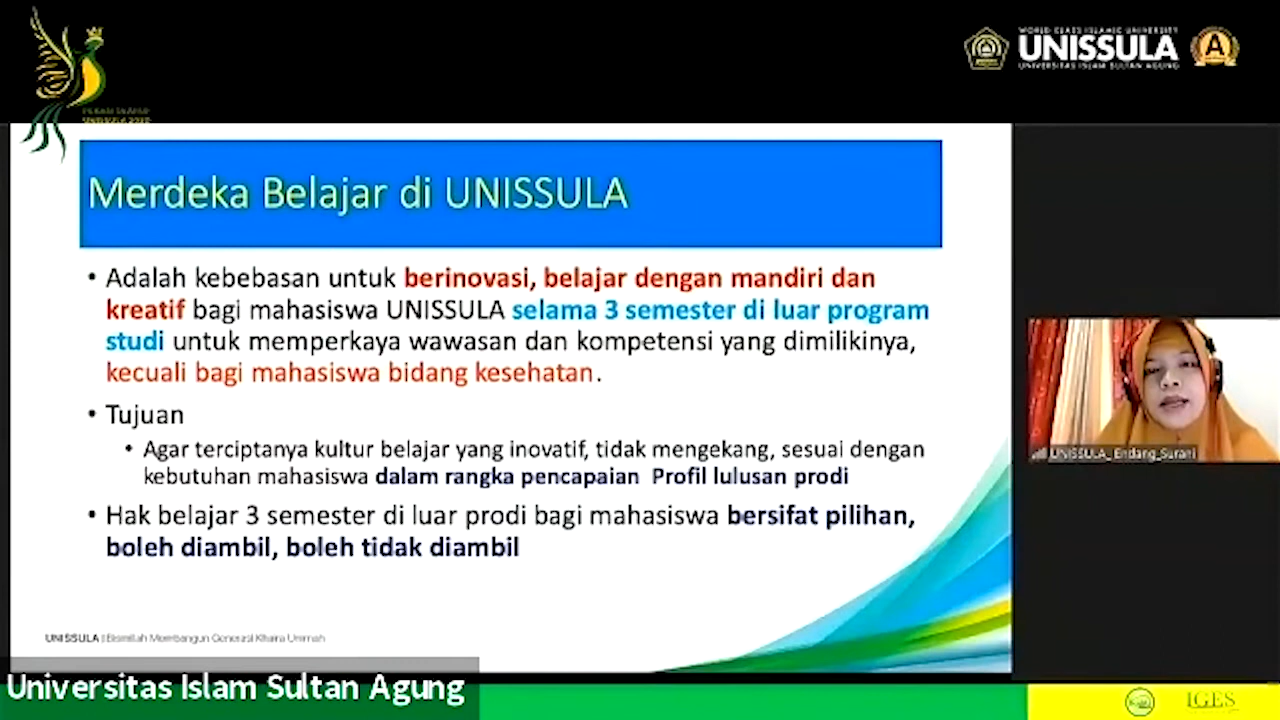 WORLD CLASS ISLAMIC UNIVERSITY
UNISSULA
UNIVERSITAS ISLAM SULTAN AGUNG
A
UNISSULA
Merdeka Belajar di UNISSULA
• Adalah kebebasan untuk berinovasi, belajar dengan mandiri dan
kreatif bagi mahasiswa UNISSULA selama 3 semester di luar program
studi untuk memperkaya wawasan dan kompetensi yang dimilikinya,
kecuali bagi mahasiswa bidang kesehatan.
• Tujuan
• Agar terciptanya kultur belajar yang inovatif, tidak mengekang, sesuai dengan
kebutuhan mahasiswa dalam rangka pencapaian Profil lulusan prodi
• Hak belajar 3 semester di luar prodi bagi mahasiswa bersifat pilihan,
boleh diambil, boleh tidak diambil
UNISSULA_Endang_Surani
UNISSULA | Bismillah Membangun Generasi Khaira Ummah
Universitas Islam Sultan Agung
IGES